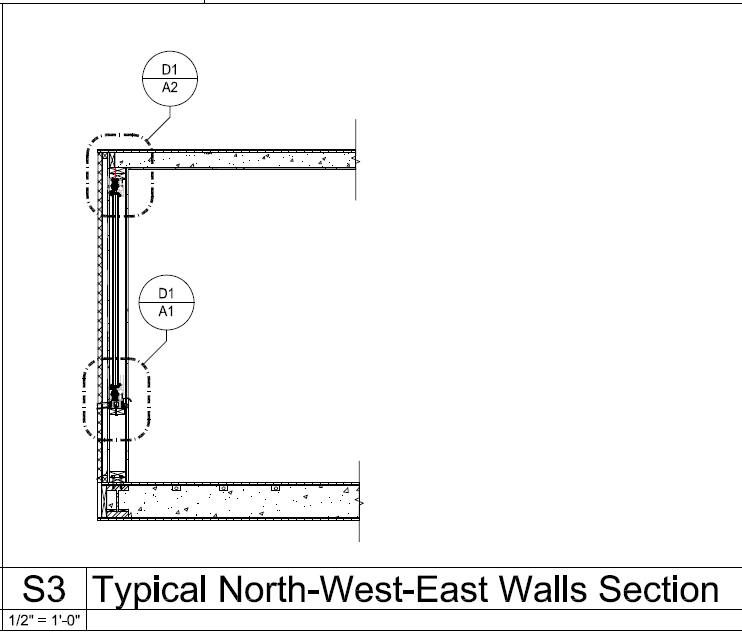 D1
A2
D1
A1
S3 Typical North-West-East Walls Section
1/2" = 1'-0"